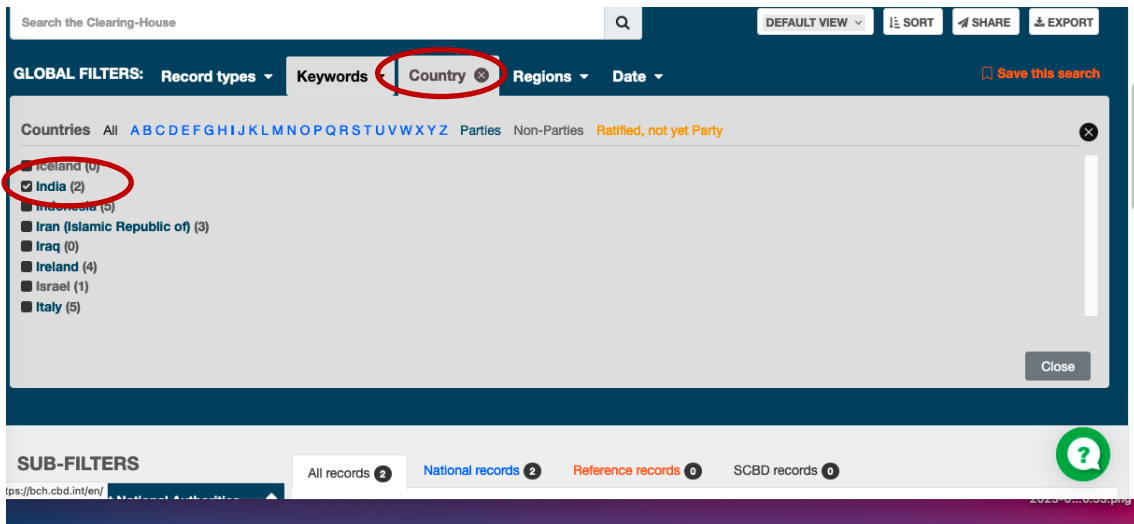 Search the Clearing-House
DEFAULT VIEW SORT SHARE EXPORT
GLOBAL FILTERS: Record types Keywords Country Regions Date Save this search
Countries All A B C D E F G H I J K L M N O P Q R S T U V W X Y Z Parties Non-Parties Ratified, not yet Party
Iceland (0)
India (2)
Indonesia (5)
Iran (Islamic Republic of) (3)
Iraq (0)
Ireland (4)
Israel (1)
Italy (5)
Close
SUB-FILTERS
All records 2 National records 2 Reference records 0 SCBD records 0
tps://bch.cbd.int/en/ National Authorities